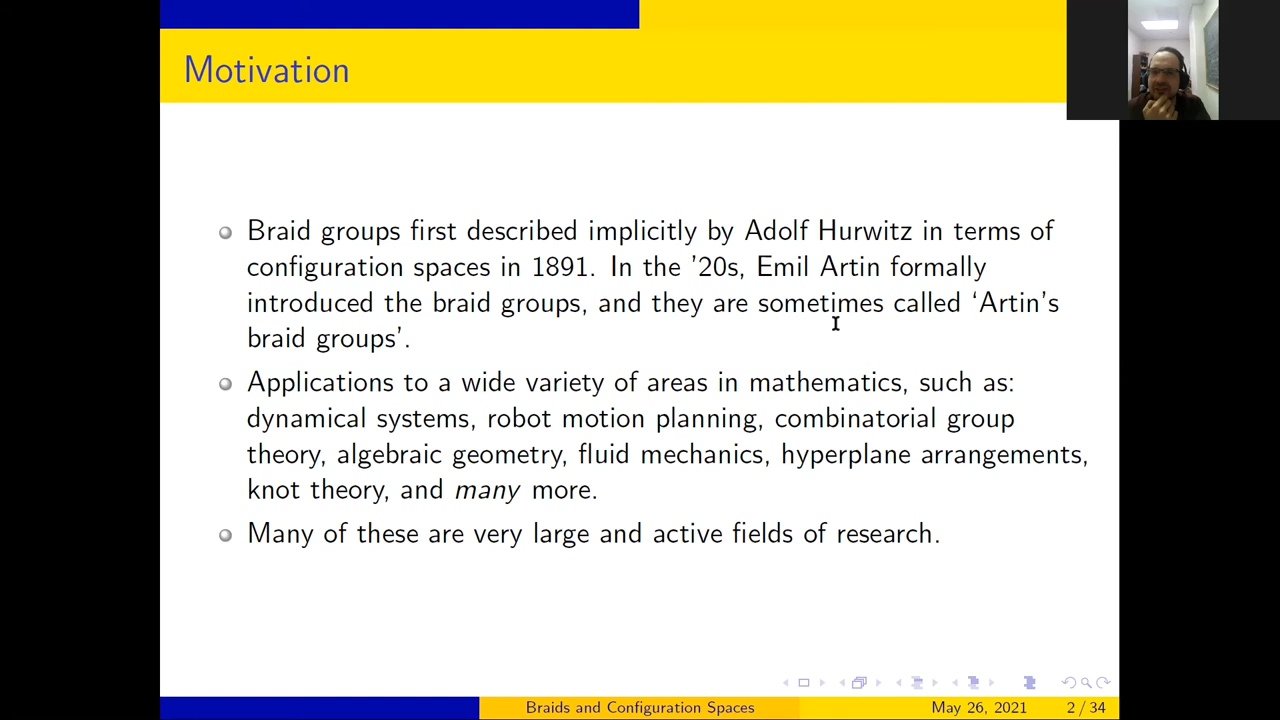 Motivation
Braid groups first described implicitly by Adolf Hurwitz in terms of
configuration spaces in 1891. In the '20s, Emil Artin formally
introduced the braid groups, and they are sometimes called ‘Artin's
braid groups’.
Applications to a wide variety of areas in mathematics, such as:
dynamical systems, robot motion planning, combinatorial group
theory, algebraic geometry, fluid mechanics, hyperplane arrangements,
knot theory, and many more.
Many of these are very large and active fields of research.
Braids and Configuration Spaces May 26, 2021 2 / 34